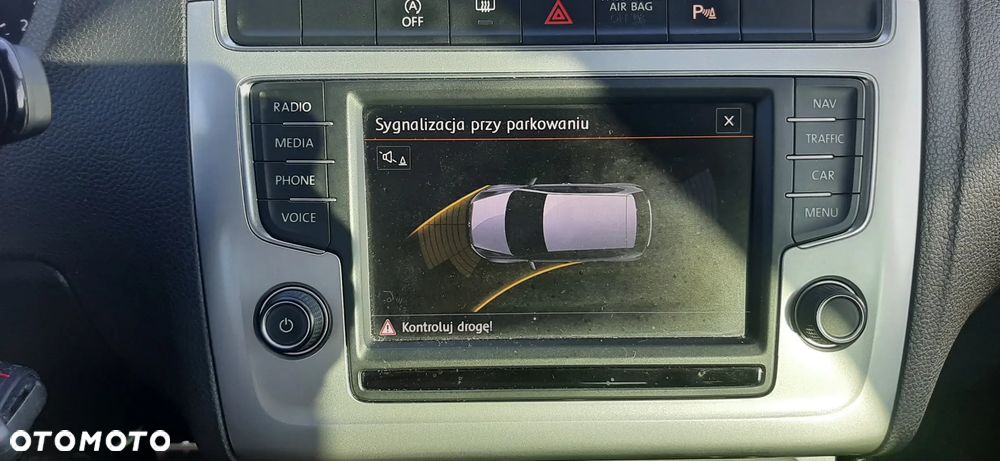 OFF
AIR BAG
P
RADIO
MEDIA
PHONE
VOICE
Sygnalizacja przy parkowaniu
X
NAV
TRAFFIC
CAR
MENU
Kontroluj drogę!
OTOMOTO